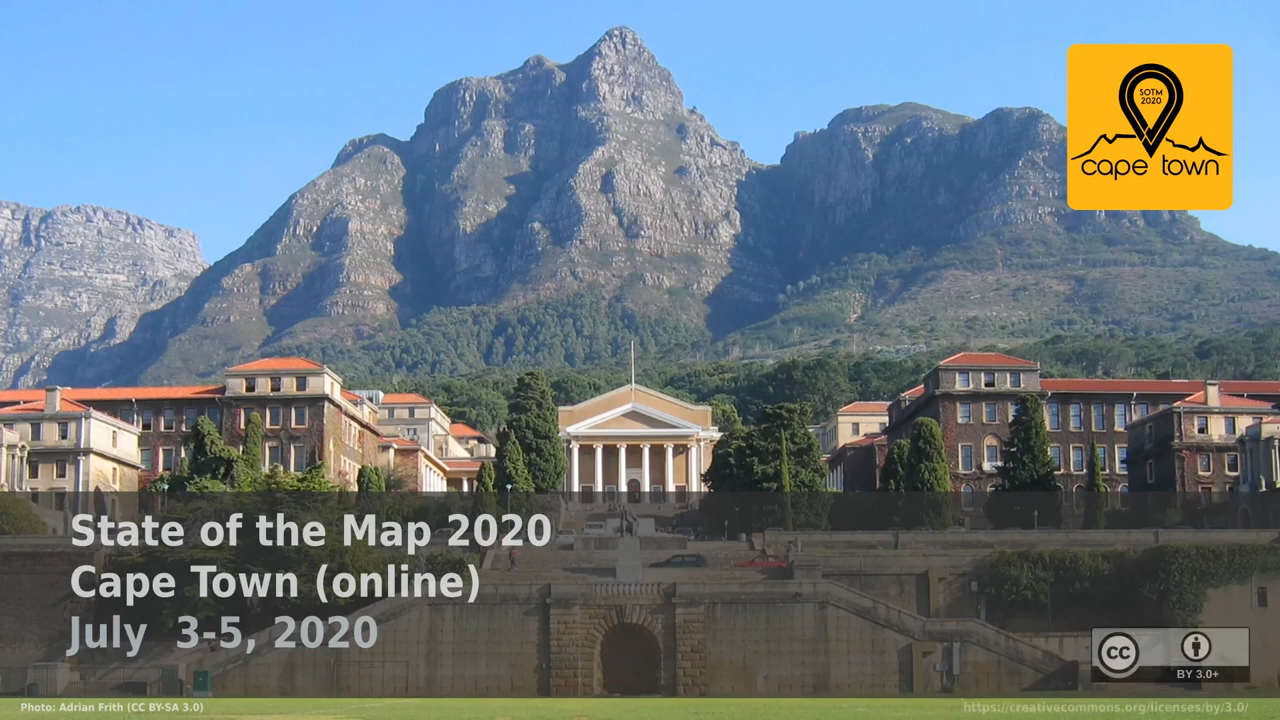 SOTM
2020
cape town
State of the Map 2020
Cape Town (online)
July 3-5, 2020
cc
BY 3.0+
Photo: Adrian Frith (CC BY-SA 3.0)
https://creativecommons.org/licenses/by/3.0/